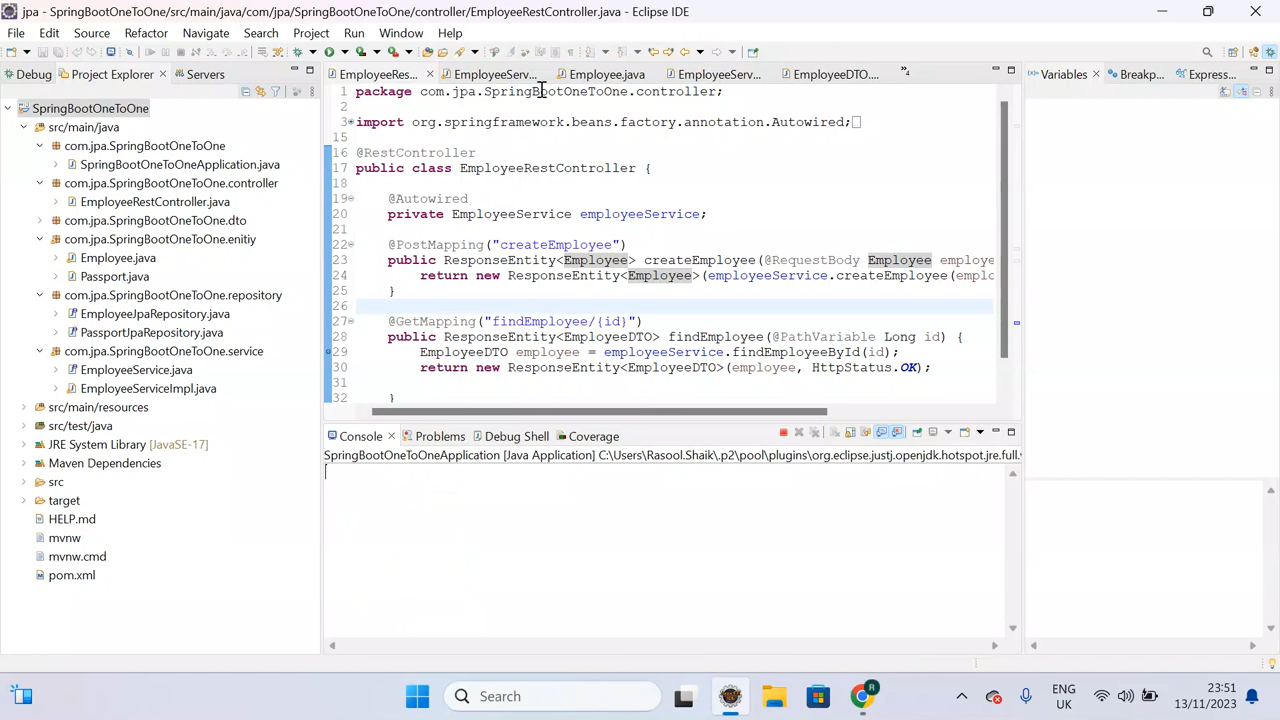 jpa - SpringBootOneToOne/src/main/java/com/jpa/SpringBootOneToOne/controller/EmployeeRestController.java - Eclipse IDE
File Edit Source Refactor Navigate Search Project Run Window Help
Debug Project Explorer Servers
SpringBootOneToOne
src/main/java
com.jpa.SpringBootOneToOne
SpringBootOneToOneApplication.java
com.jpa.SpringBootOneToOne.controller
EmployeeRestController.java
com.jpa.SpringBootOneToOne.dto
com.jpa.SpringBootOneToOne.enitiy
Employee.java
Passport.java
com.jpa.SpringBootOneToOne.repository
EmployeeJpaRepository.java
PassportJpaRepository.java
com.jpa.SpringBootOneToOne.service
EmployeeService.java
EmployeeServiceImpl.java
src/main/resources
src/test/java
JRE System Library [JavaSE-17]
Maven Dependencies
src
target
HELP.md
mvnw
mvnw.cmd
pom.xml
EmployeeRes... EmployeeServ... Employee.java EmployeeServ... EmployeeDTO.... 4
1 package com.jpa.SpringBootOneToOne.controller;
2
3 import org.springframework.beans.factory.annotation.Autowired;
15
16 @RestController
17 public class EmployeeRestController {
18
19 @Autowired
20 private EmployeeService employeeService;
21
22 @PostMapping("createEmployee")
23 public ResponseEntity<Employee> createEmployee(@RequestBody Employee employe
24 return new ResponseEntity<Employee>(employeeService.createEmployee(emplo
25 }
26
27 @GetMapping("findEmployee/{id}")
28 public ResponseEntity<EmployeeDTO> findEmployee(@PathVariable Long id) {
29 EmployeeDTO employee = employeeService.findEmployeeById(id);
30 return new ResponseEntity<EmployeeDTO>(employee, HttpStatus.OK);
31
32 }
Console Problems Debug Shell Coverage
SpringBootOneToOneApplication [Java Application] C:\Users\Rasool.Shaik\.p2\pool\plugins\org.eclipse.justj.openjdk.hotspot.jre.full.
Variables Breakp... Express...
Search
R
ENG
UK
23:51
13/11/2023